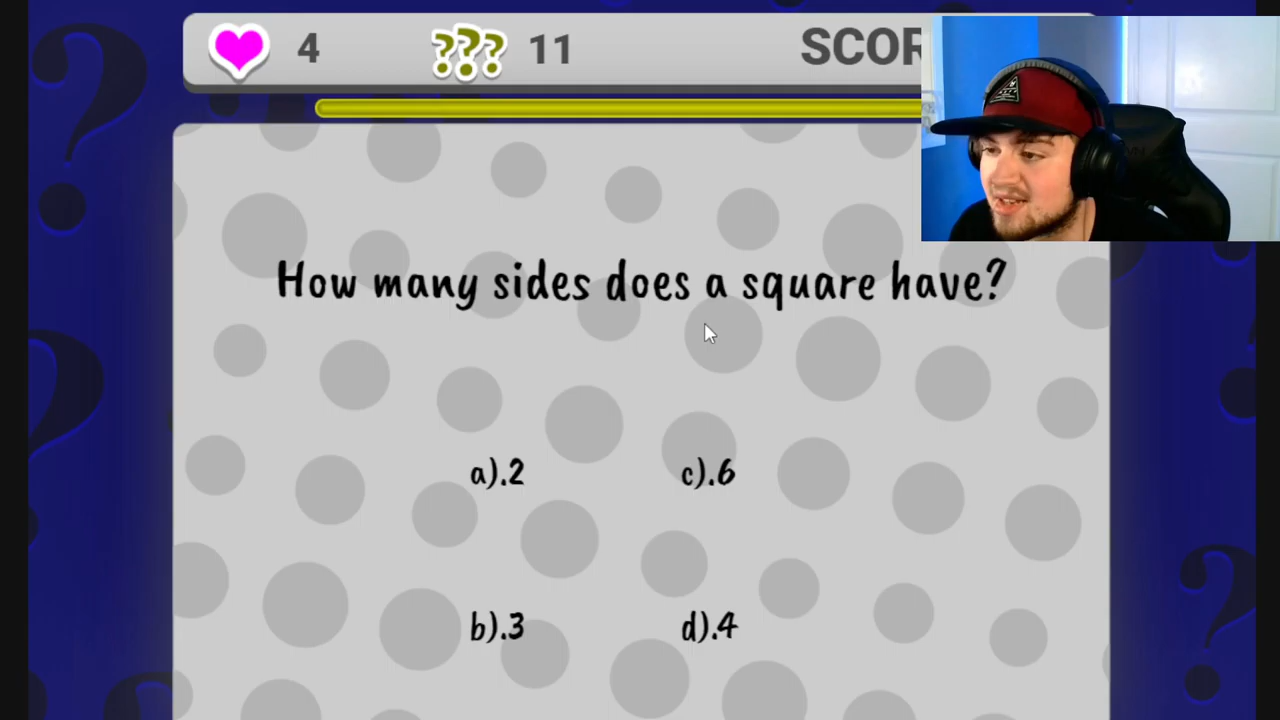 4 ??? 11 SCOR
How many sides does a square have?
a).2 c).6
b).3 d).4